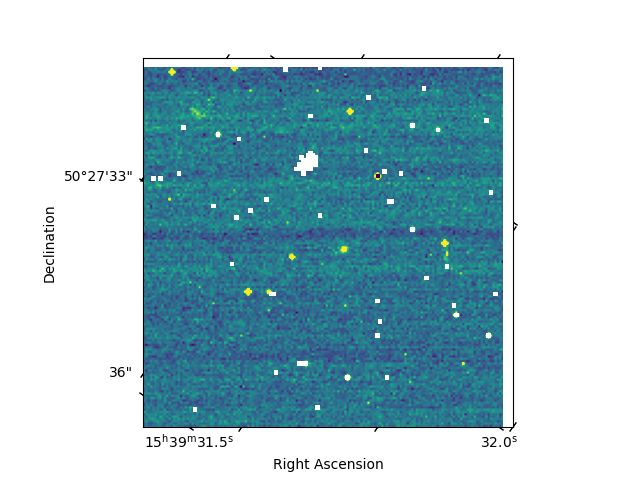 Declination
50°27'33"
36"
15ʰ39ᵐ31.5ˢ
32.0ˢ
Right Ascension